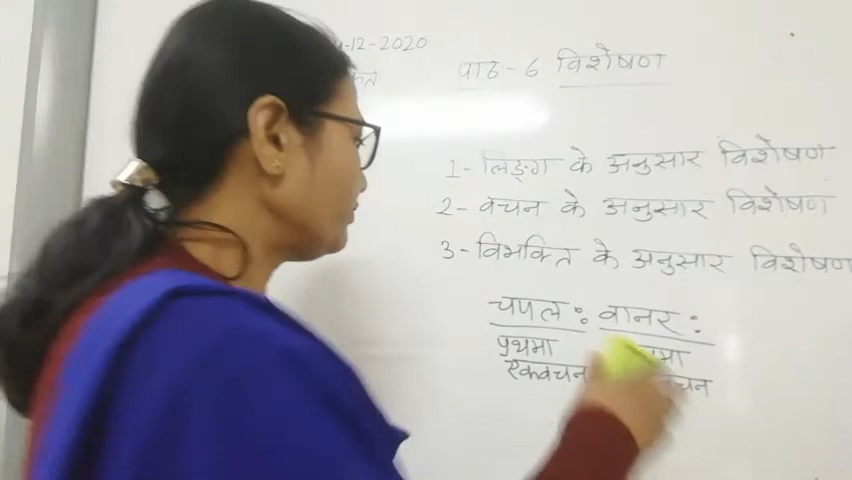 -12-2020
पाठ - 6 विशेषण
1- लिङ्ग के अनुसार विशेषण
2- वचन के अनुसार विशेषण
3- विभक्ति के अनुसार विशेषण
चपल: वानर:
प्रथमा
एकवचन